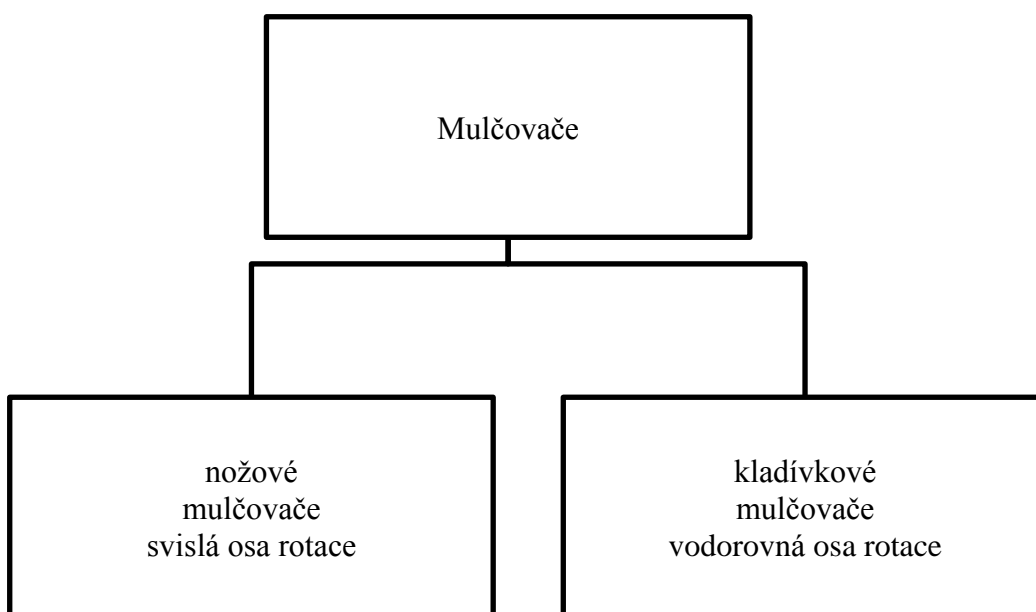 Mulčovače
nožové
mulčovače
svislá osa rotace
kladívkové
mulčovače
vodorovná osa rotace